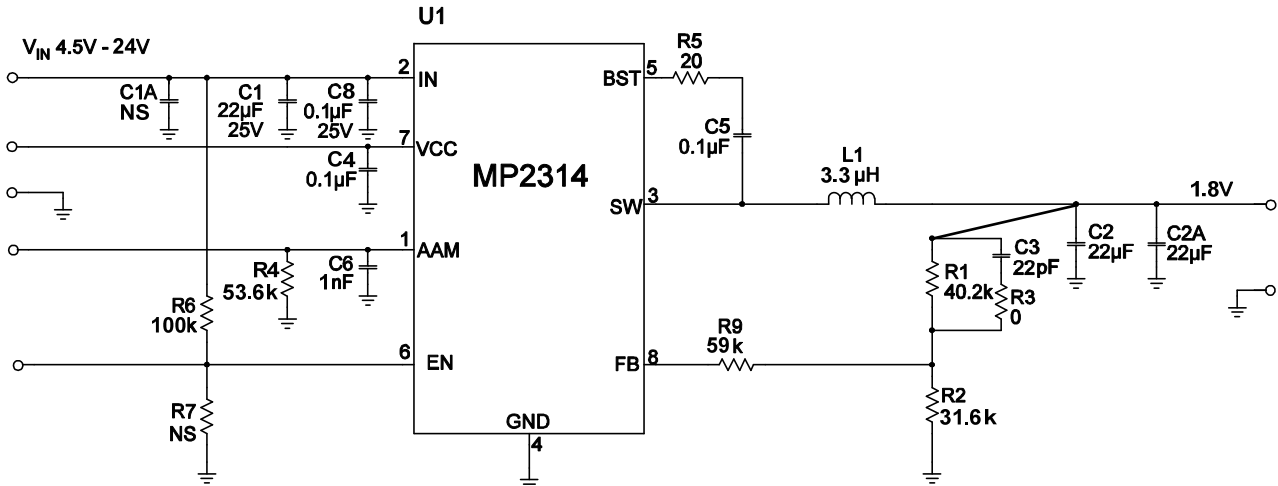 U1
V_IN 4.5V - 24V
C1A
NS
C1
22µF
25V
C8
0.1µF
25V
2
IN
7
VCC
C4
0.1µF
1
AAM
R4
53.6k
C6
1nF
R6
100k
6
EN
R7
NS
MP2314
GND
4
BST
5
R5
20
C5
0.1µF
SW
3
L1
3.3 µH
1.8V
C2
22µF
C2A
22µF
C3
22pF
R1
40.2k
R3
0
FB
8
R9
59k
R2
31.6k